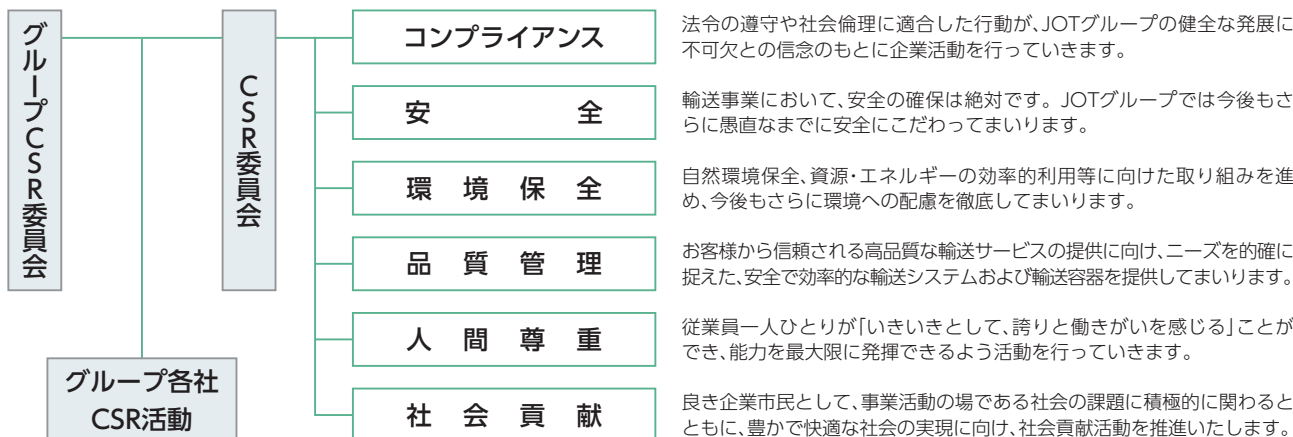 グループCSR委員会
CSR委員会
グループ各社
CSR活動
コンプライアンス
法令の遵守や社会倫理に適合した行動が、JOTグループの健全な発展に
不可欠との信念のもとに企業活動を行っていきます。
安全
輸送事業において、安全の確保は絶対です。JOTグループでは今後もさ
らに愚直なまでに安全にこだわってまいります。
環境保全
自然環境保全、資源・エネルギーの効率的利用等に向けた取り組みを進
め、今後もさらに環境への配慮を徹底してまいります。
品質管理
お客様から信頼される高品質な輸送サービスの提供に向け、ニーズを的確に
捉えた、安全で効率的な輸送システムおよび輸送容器を提供してまいります。
人間尊重
従業員一人ひとりが「いきいきとして、誇りと働きがいを感じる」ことが
でき、能力を最大限に発揮できるよう活動を行っていきます。
社会貢献
良き企業市民として、事業活動の場である社会の課題に積極的に関わると
ともに、豊かで快適な社会の実現に向け、社会貢献活動を推進いたします。